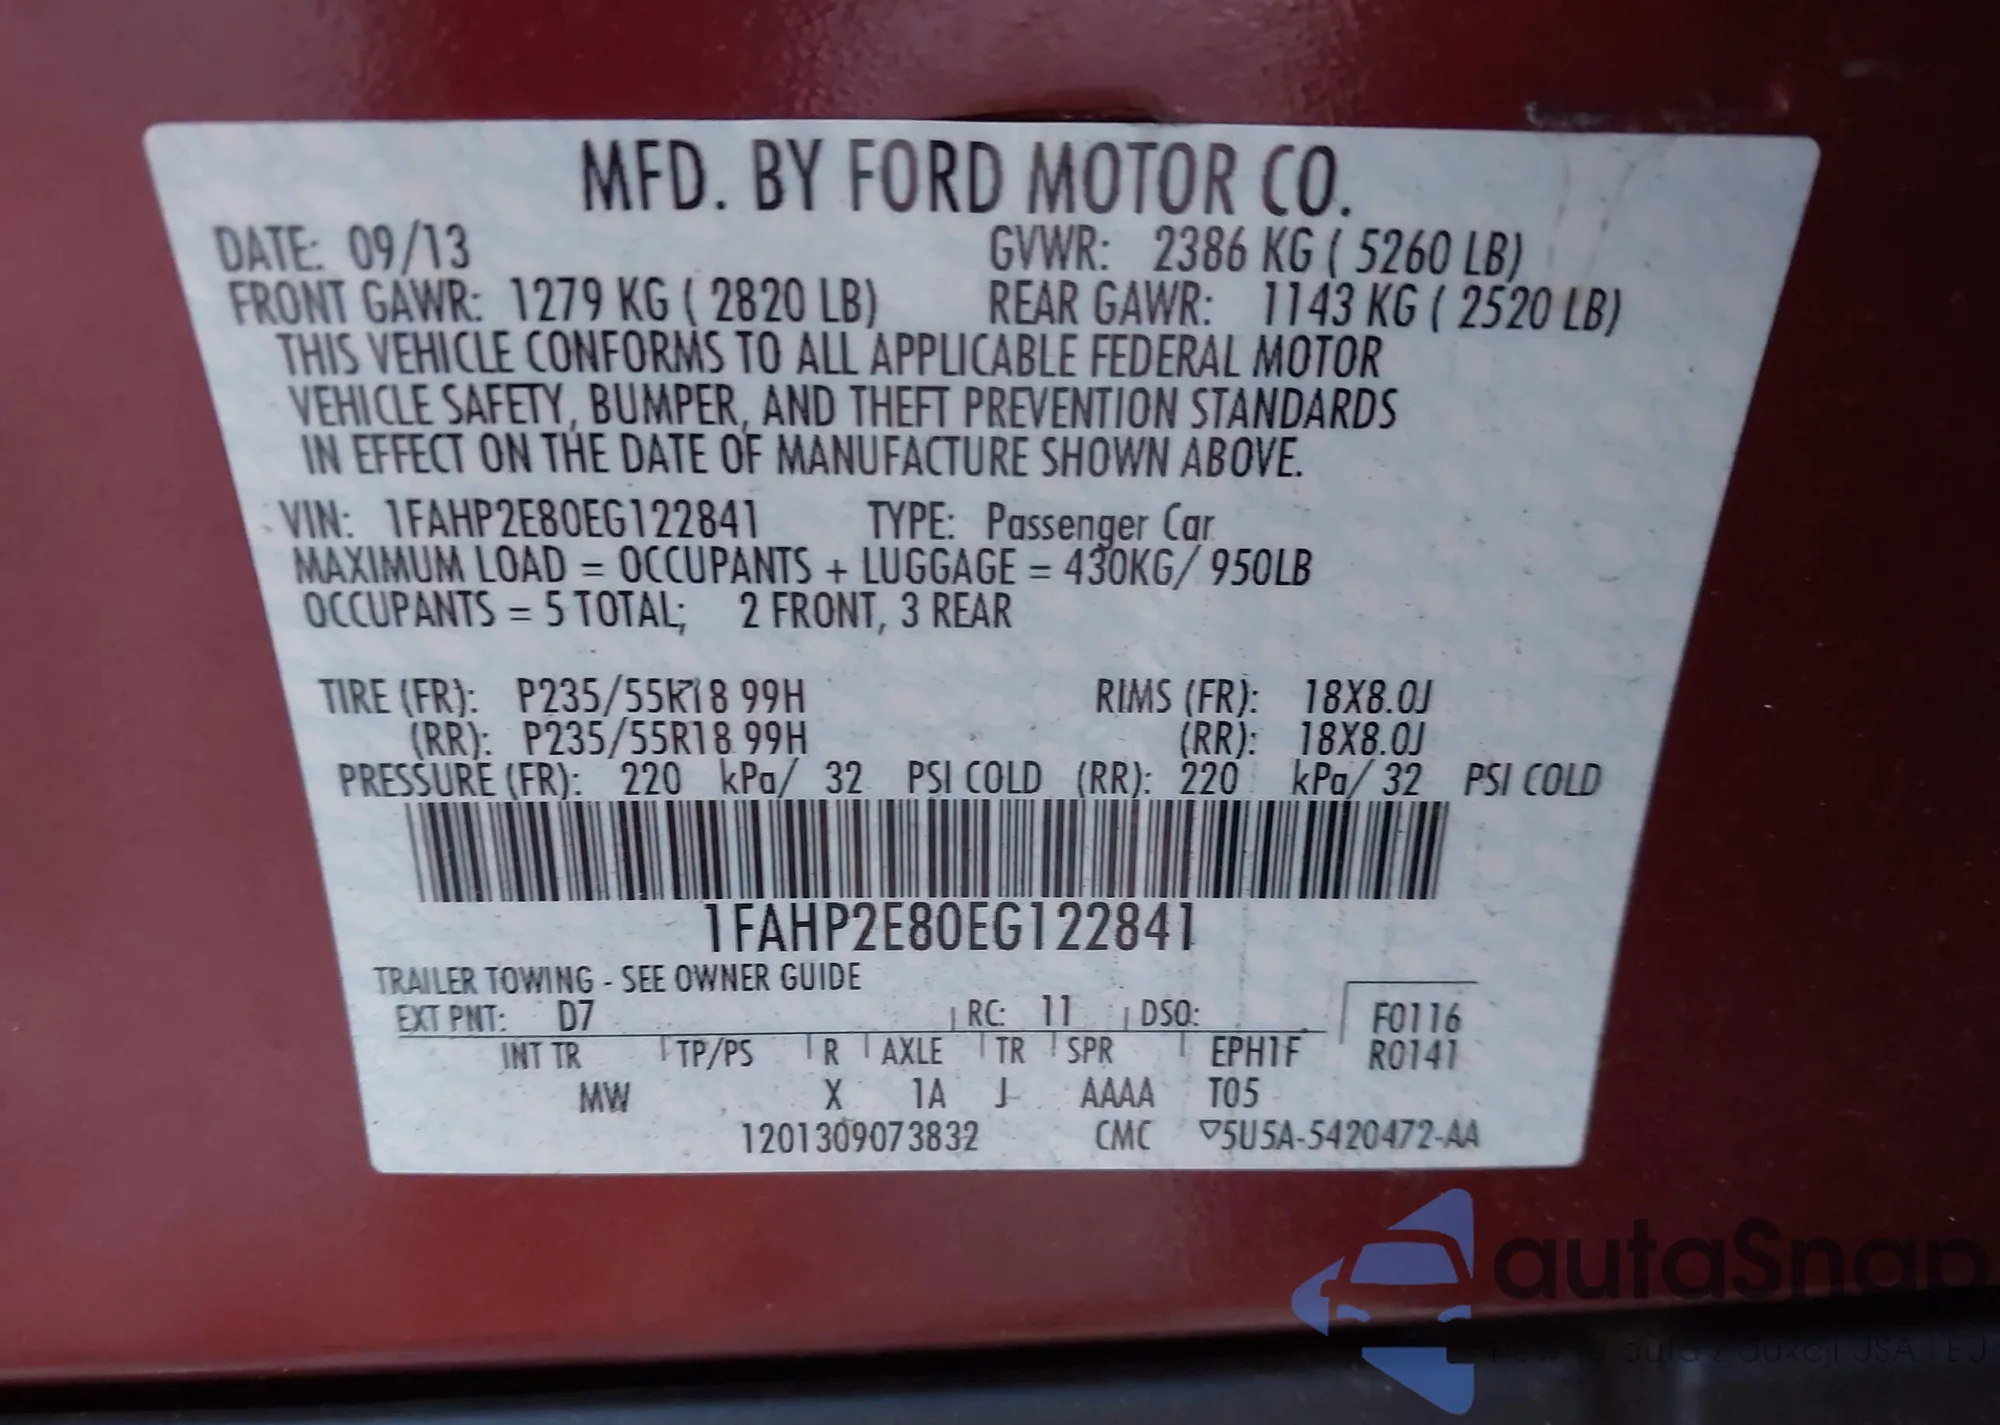 MFD. BY FORD MOTOR CO.
DATE: 09/13 GVWR: 2386 KG ( 5260 LB)
FRONT GAWR: 1279 KG ( 2820 LB) REAR GAWR: 1143 KG ( 2520 LB)
THIS VEHICLE CONFORMS TO ALL APPLICABLE FEDERAL MOTOR
VEHICLE SAFETY, BUMPER, AND THEFT PREVENTION STANDARDS
IN EFFECT ON THE DATE OF MANUFACTURE SHOWN ABOVE.
VIN: 1FAHP2E80EG122841 TYPE: Passenger Car
MAXIMUM LOAD = OCCUPANTS + LUGGAGE = 430KG/ 950LB
OCCUPANTS = 5 TOTAL; 2 FRONT, 3 REAR
TIRE (FR): P235/55R18 99H RIMS (FR): 18X8.0J
(RR): P235/55R18 99H (RR): 18X8.0J
PRESSURE (FR): 220 kPa/ 32 PSI COLD (RR): 220 kPa/ 32 PSI COLD
1FAHP2E80EG122841
TRAILER TOWING - SEE OWNER GUIDE
EXT PNT: D7 RC: 11 DSO: F0116
INT TR TP/PS R AXLE TR SPR EPH1F R0141
MW X 1A J AAAA T05
1201309073832 CMC ▽5U5A-5420472-AA
autaSnap
auta z aukcji USA i EU